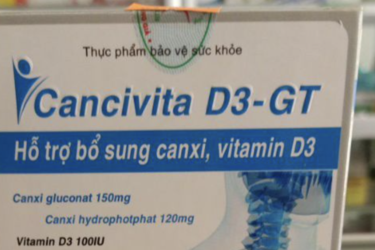 Thực phẩm bảo vệ sức khỏe
Cancivita D3-GT
Hỗ trợ bổ sung canxi, vitamin D3
Canxi gluconat 150mg
Canxi hydrophotphat 120mg
Vitamin D3 100IU